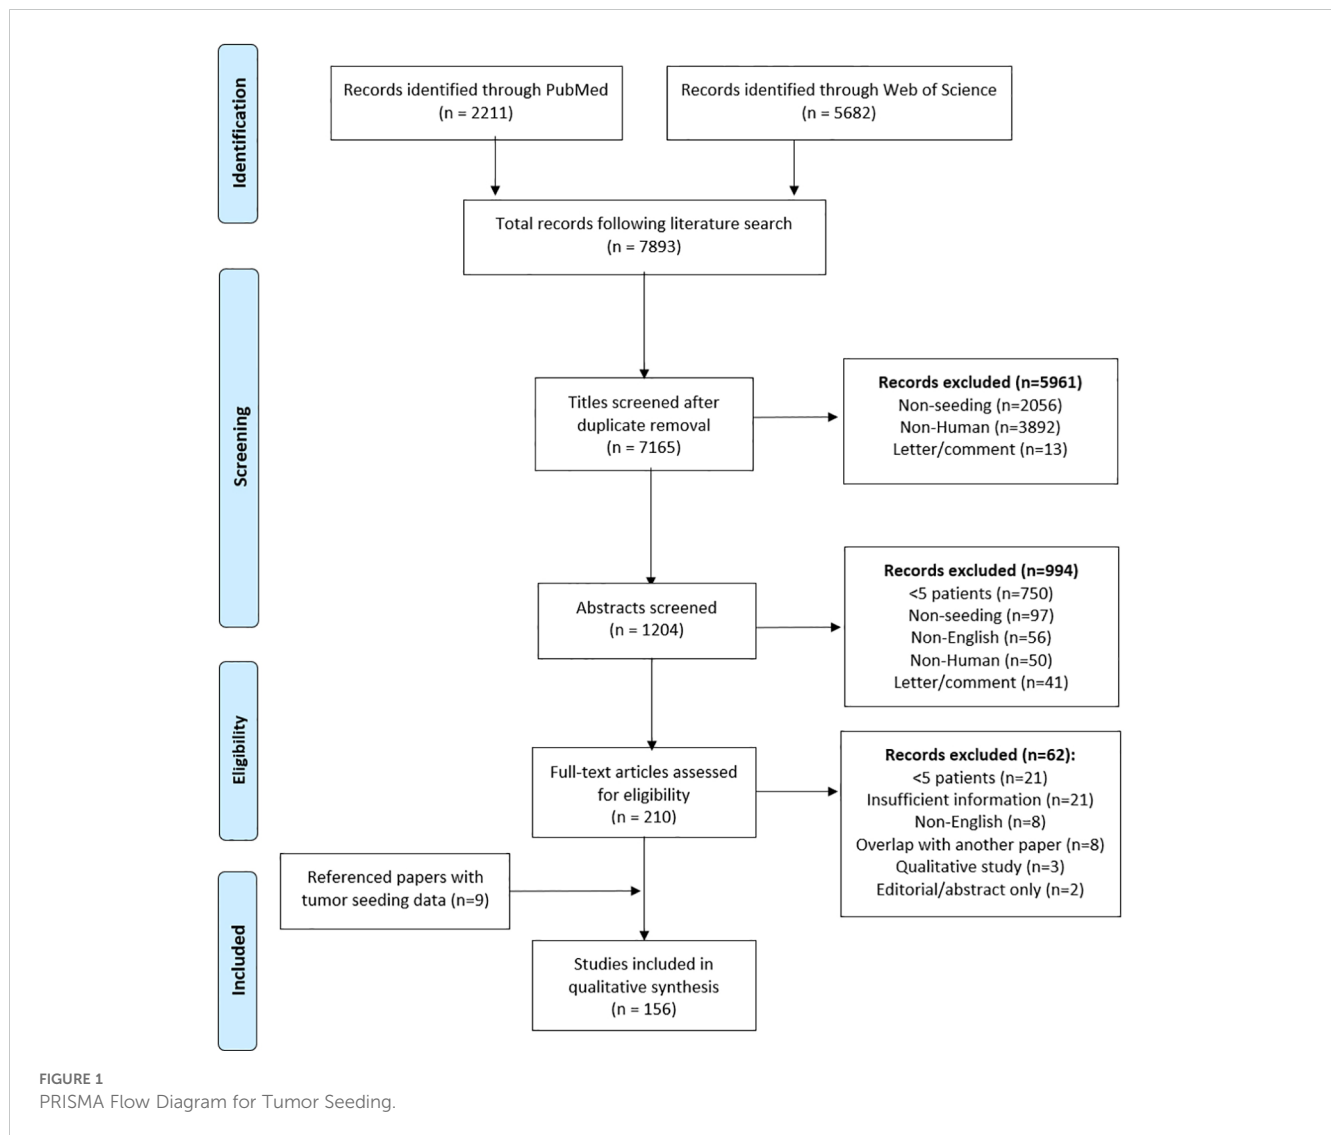 Identification
Records identified through PubMed
(n = 2211)
Records identified through Web of Science
(n = 5682)
Total records following literature search
(n = 7893)
Screening
Titles screened after
duplicate removal
(n = 7165)
Records excluded (n=5961)
Non-seeding (n=2056)
Non-Human (n=3892)
Letter/comment (n=13)
Abstracts screened
(n = 1204)
Records excluded (n=994)
<5 patients (n=750)
Non-seeding (n=97)
Non-English (n=56)
Non-Human (n=50)
Letter/comment (n=41)
Eligibility
Full-text articles assessed
for eligibility
(n = 210)
Records excluded (n=62):
<5 patients (n=21)
Insufficient information (n=21)
Non-English (n=8)
Overlap with another paper (n=8)
Qualitative study (n=3)
Editorial/abstract only (n=2)
Included
Referenced papers with
tumor seeding data (n=9)
Studies included in
qualitative synthesis
(n = 156)
FIGURE 1
PRISMA Flow Diagram for Tumor Seeding.